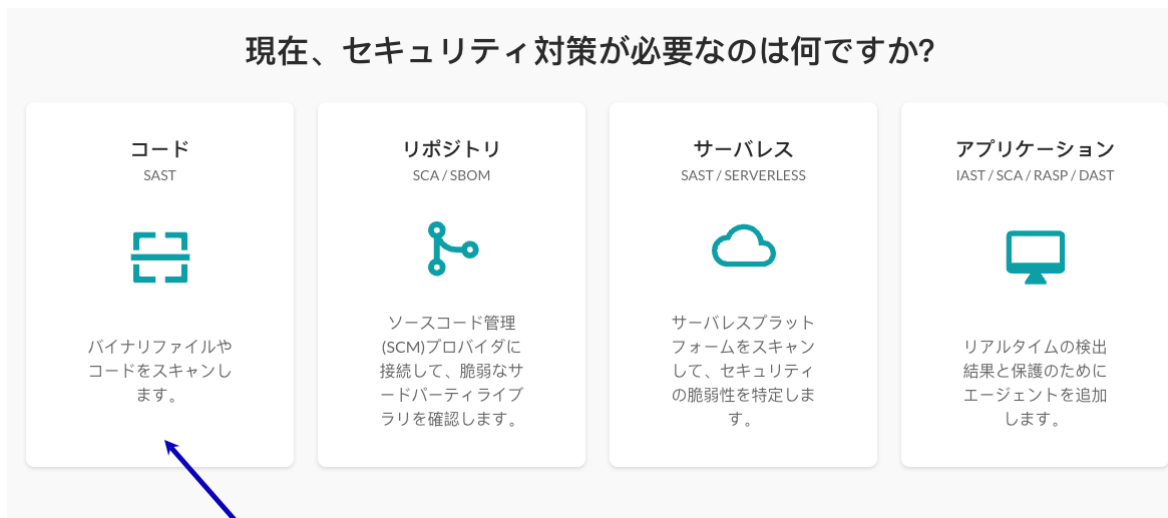 現在、セキュリティ対策が必要なのは何ですか?
コード
SAST
バイナリファイルや
コードをスキャンし
ます。
リポジトリ
SCA / SBOM
ソースコード管理
(SCM)プロバイダに
接続して、脆弱なサ
ードパーティライブ
ラリを確認します。
サーバレス
SAST / SERVERLESS
サーバレスプラット
フォームをスキャン
して、セキュリティ
の脆弱性を特定しま
す。
アプリケーション
IAST / SCA / RASP / DAST
リアルタイムの検出
結果と保護のために
エージェントを追加
します。